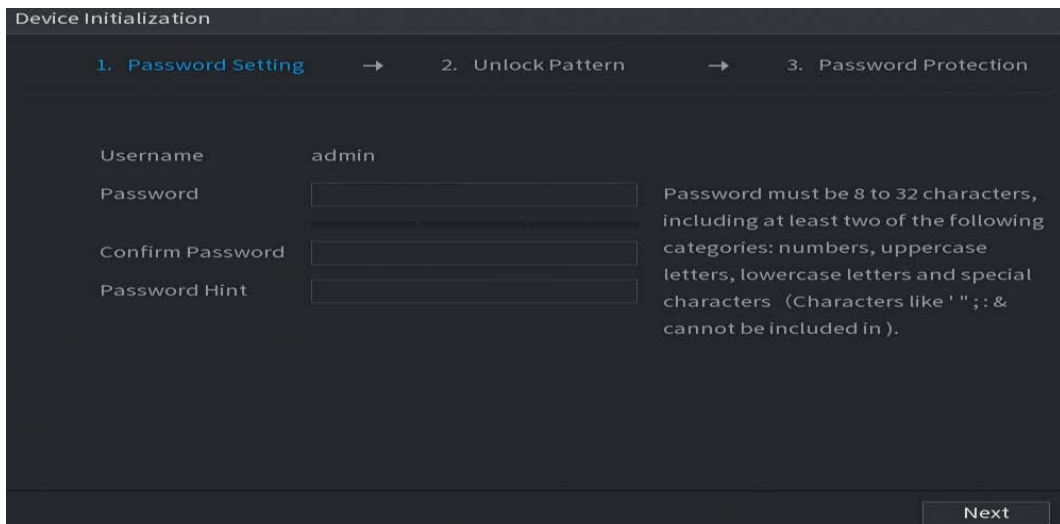 Device Initialization
1. Password Setting → 2. Unlock Pattern → 3. Password Protection
Username admin
Password
Confirm Password
Password Hint
Password must be 8 to 32 characters,
including at least two of the following
categories: numbers, uppercase
letters, lowercase letters and special
characters (Characters like ' " ; : &
cannot be included in ).
Next